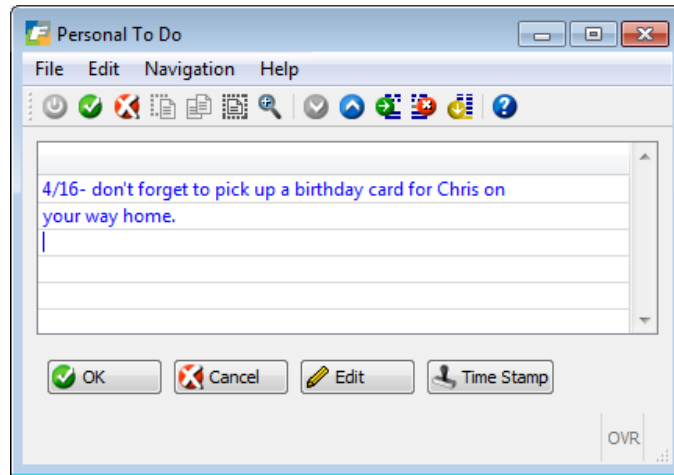 Personal To Do
File Edit Navigation Help
4/16- don't forget to pick up a birthday card for Chris on
your way home.
OK Cancel Edit Time Stamp
OVR